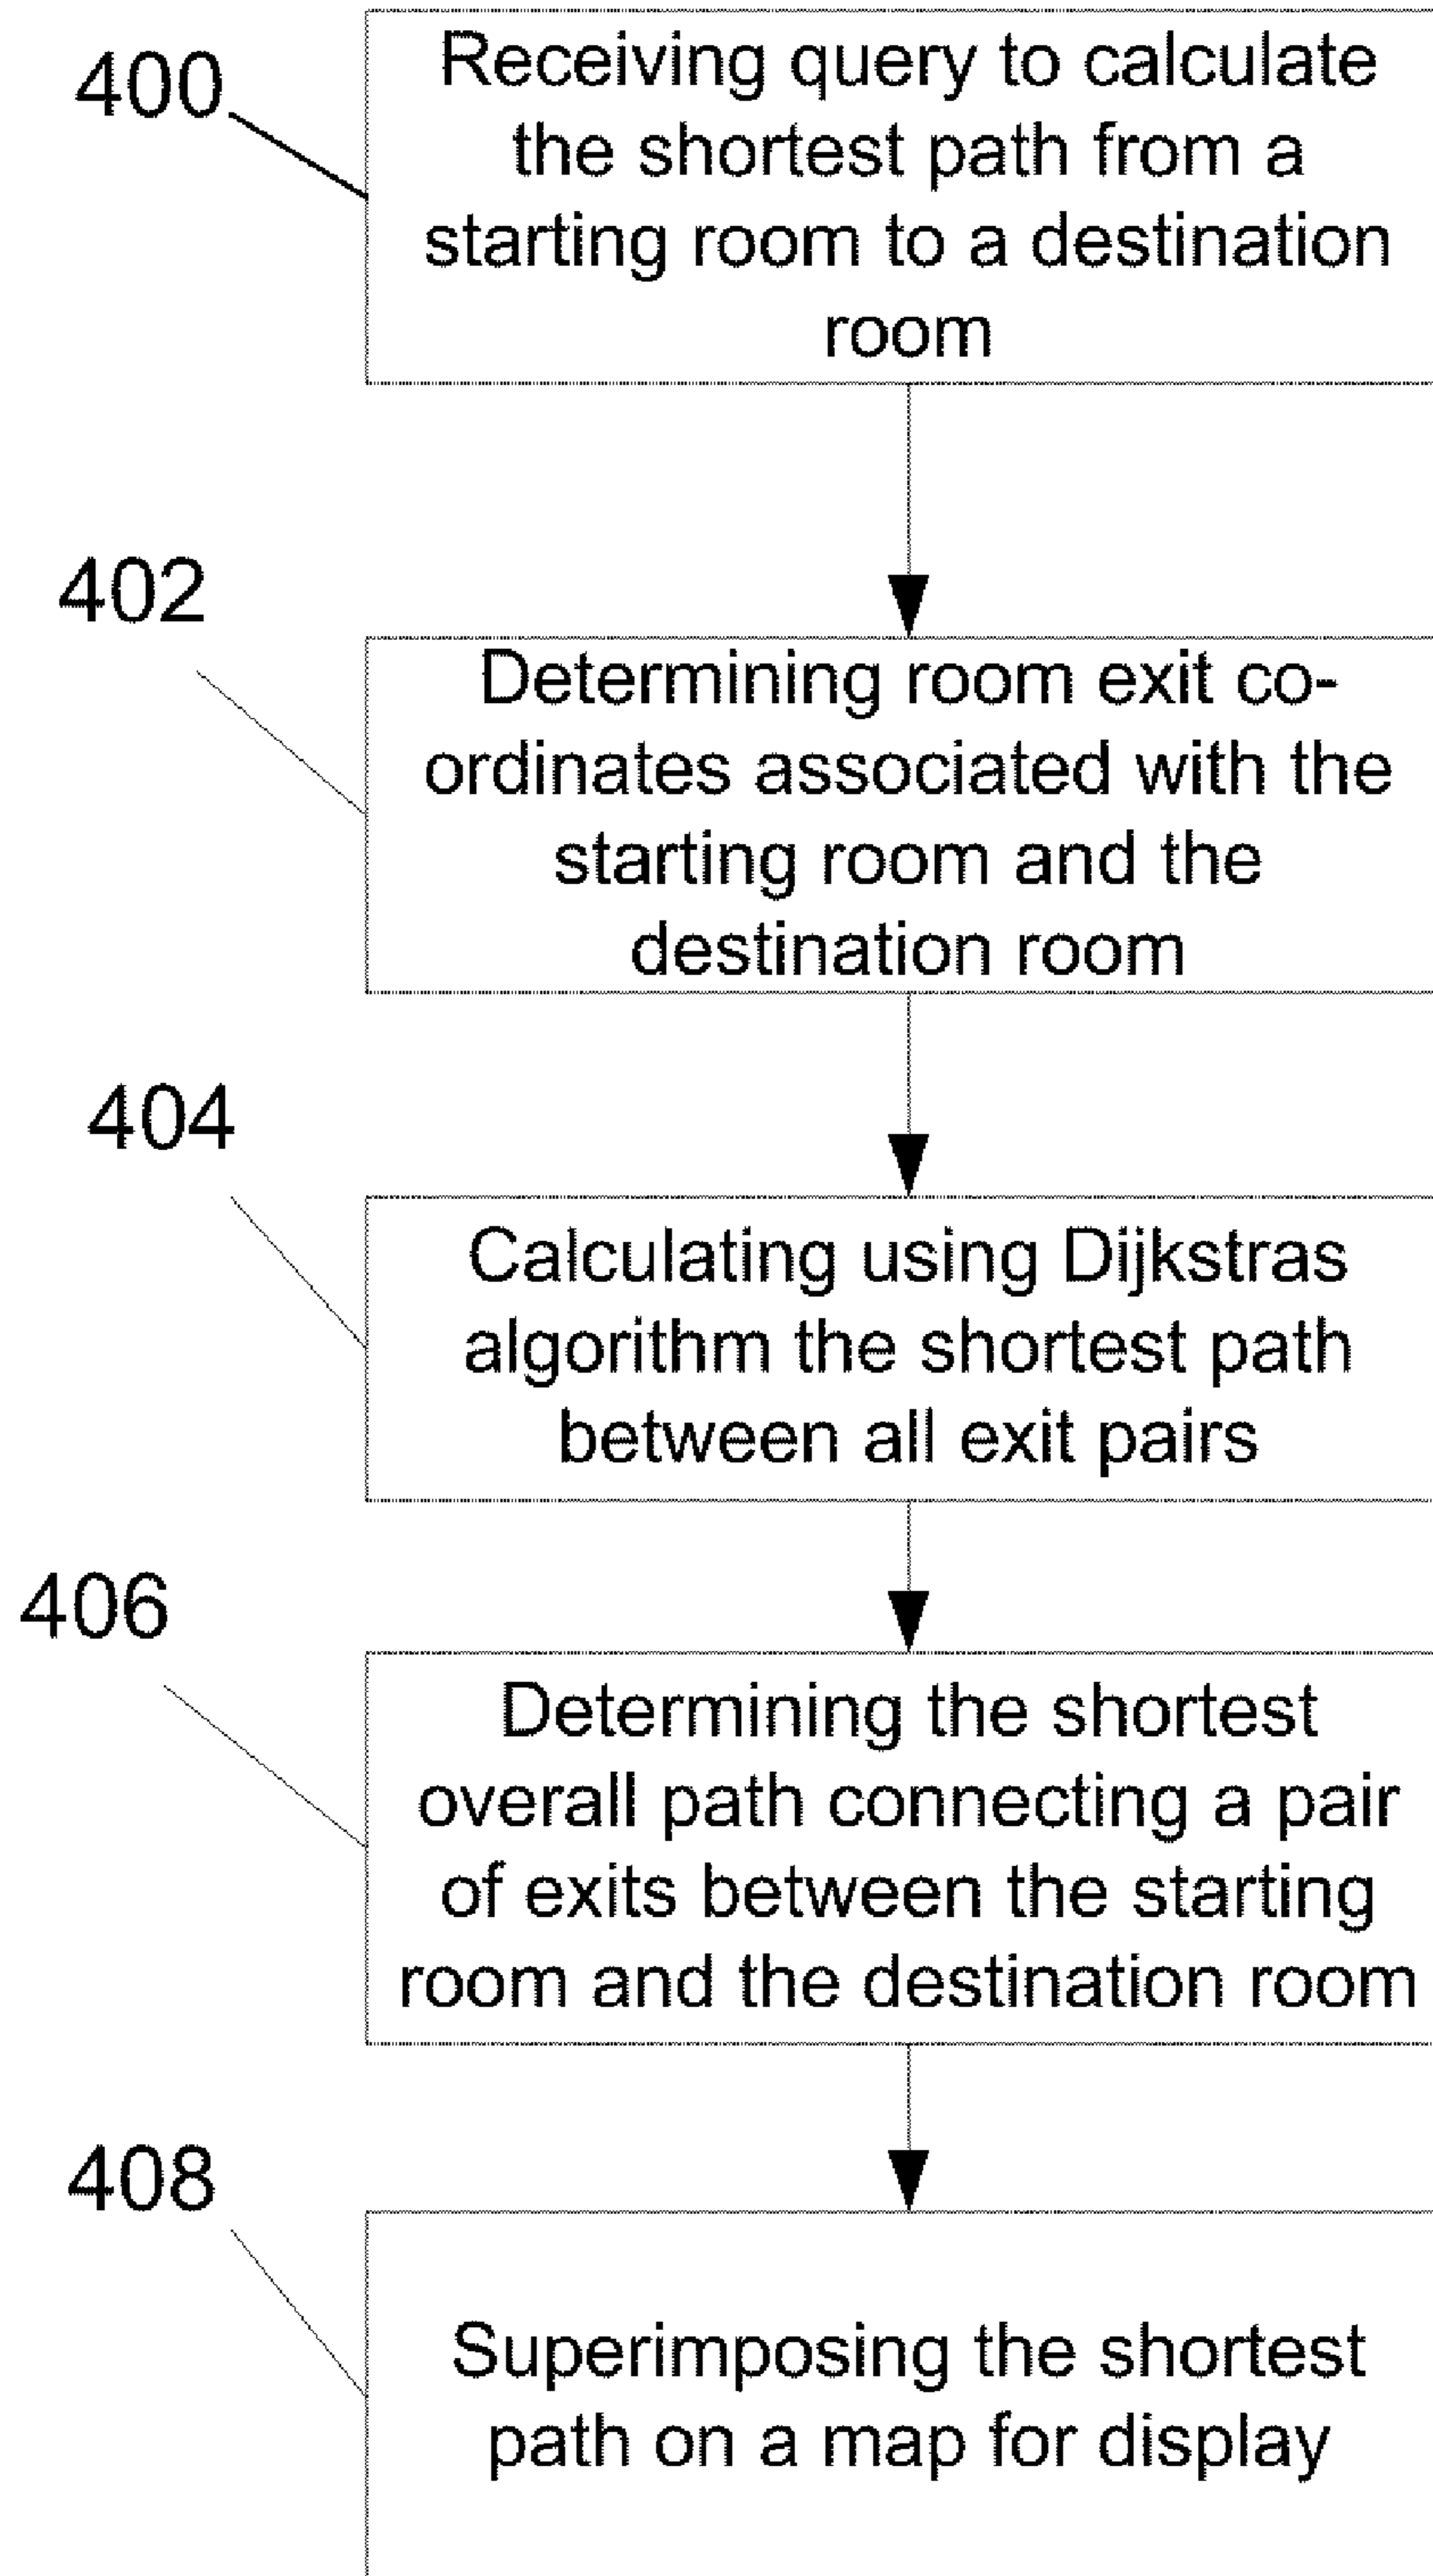 400
Receiving query to calculate
the shortest path from a
starting room to a destination
room
402
Determining room exit co-
ordinates associated with the
starting room and the
destination room
404
Calculating using Dijkstras
algorithm the shortest path
between all exit pairs
406
Determining the shortest
overall path connecting a pair
of exits between the starting
room and the destination room
408
Superimposing the shortest
path on a map for display